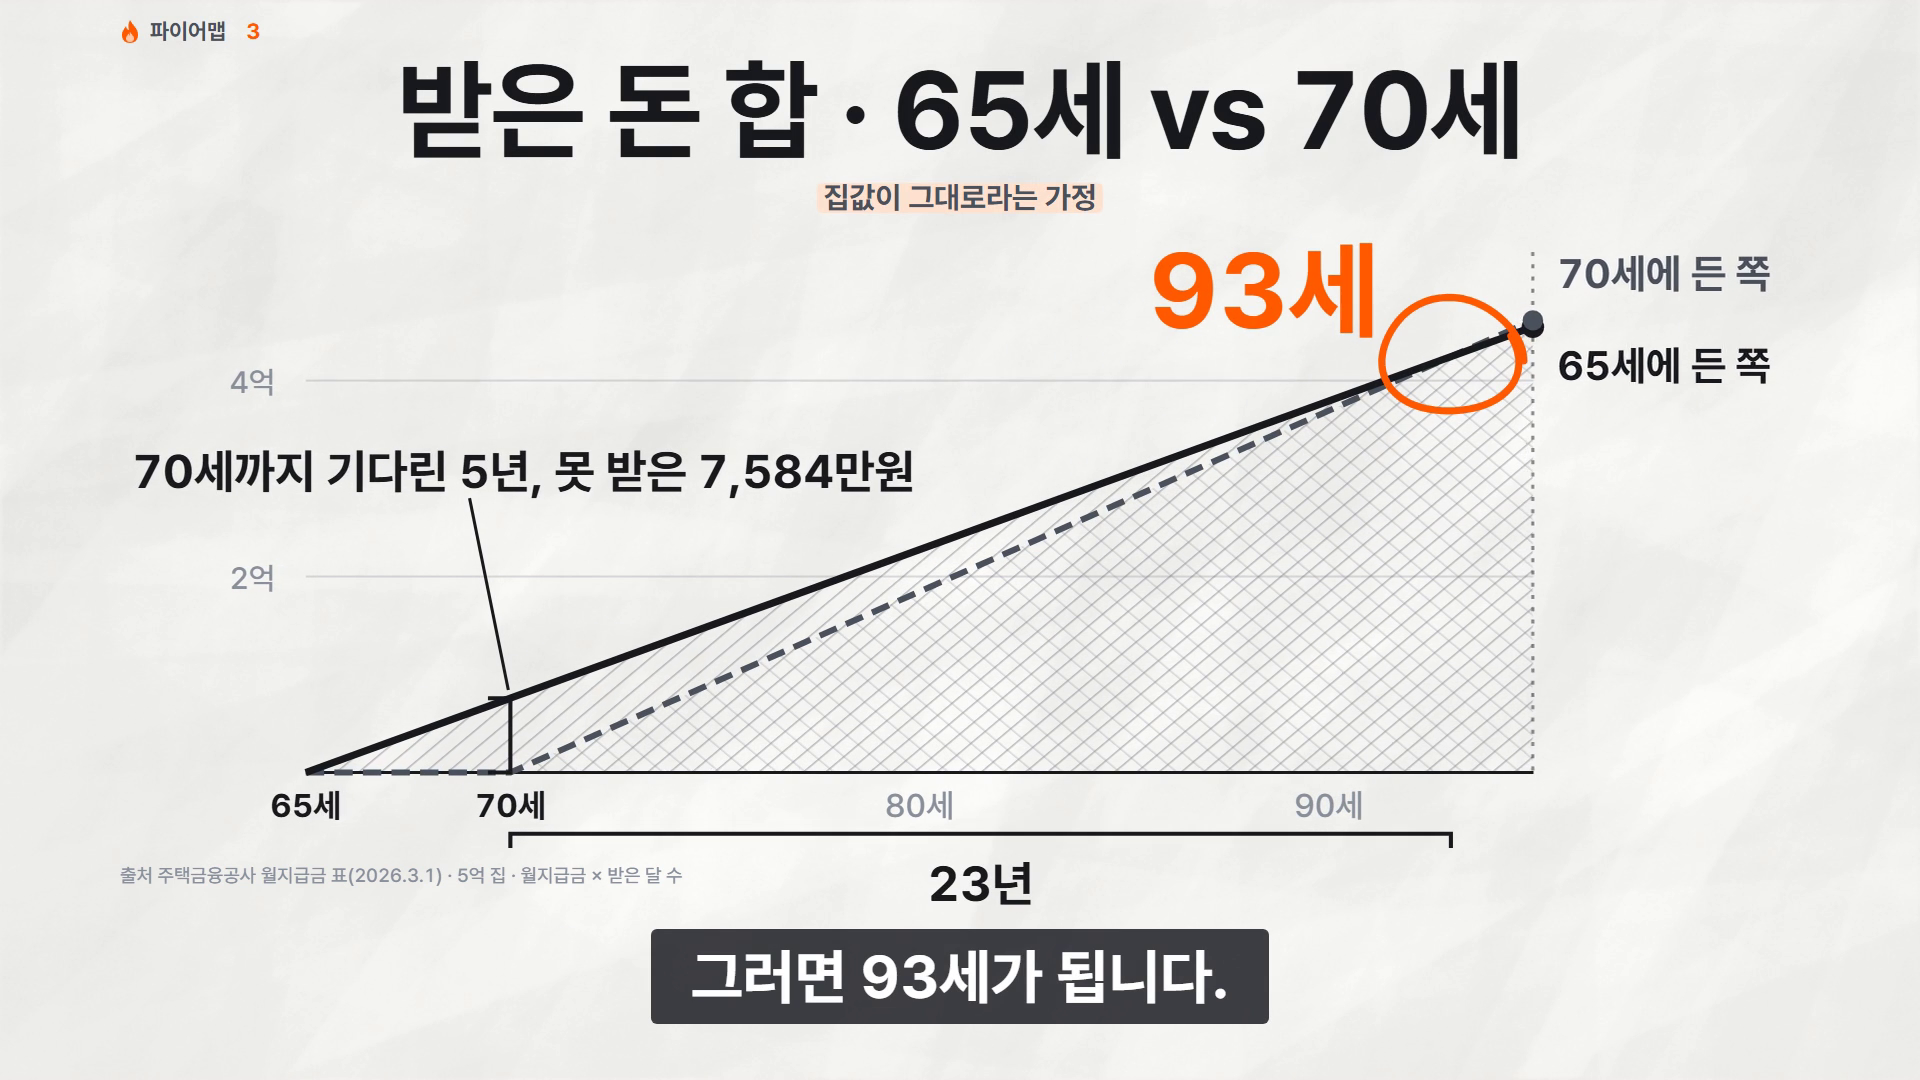 파이어맵 3
받은 돈 합 · 65세 vs 70세
집값이 그대로라는 가정
93세
70세에 든 쪽
65세에 든 쪽
4억
70세까지 기다린 5년, 못 받은 7,584만원
2억
65세 70세 80세 90세
23년
출처 주택금융공사 월지급금 표(2026.3.1) · 5억 집 · 월지급금 × 받은 달 수
그러면 93세가 됩니다.